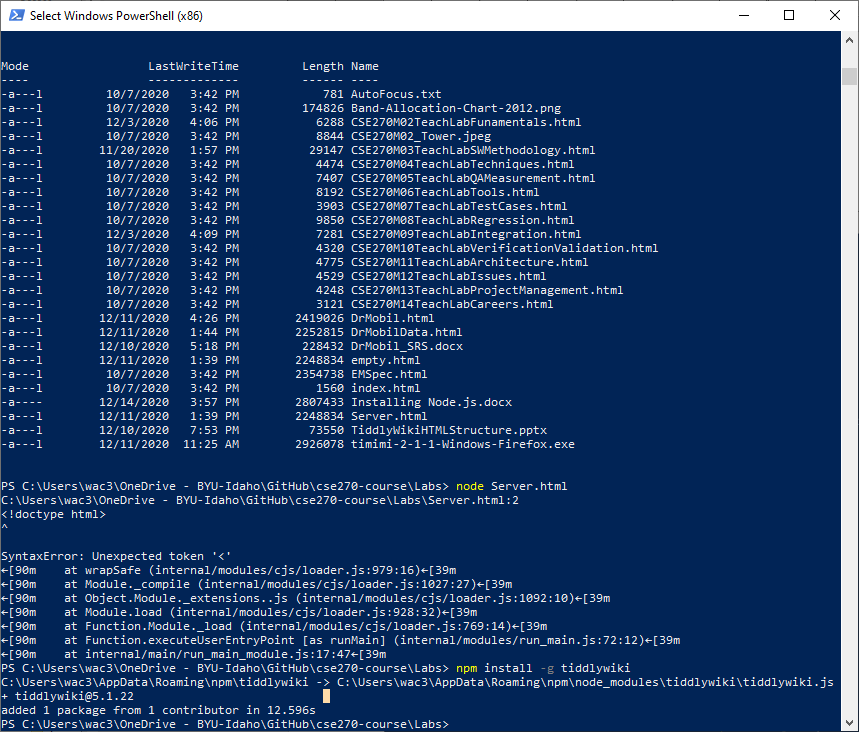 Select Windows PowerShell (x86)
Mode                 LastWriteTime         Length Name
----                 -------------         ------ ----
-a---l         10/7/2020   3:42 PM            781 AutoFocus.txt
-a---l         10/7/2020   3:42 PM         174826 Band-Allocation-Chart-2012.png
-a---l         12/3/2020   4:06 PM           6288 CSE270M02TeachLabFunamentals.html
-a---l         10/7/2020   3:42 PM           8844 CSE270M02_Tower.jpeg
-a---l        11/20/2020   1:57 PM          29147 CSE270M03TeachLabSWMethodology.html
-a---l         10/7/2020   3:42 PM           4474 CSE270M04TeachLabTechniques.html
-a---l         10/7/2020   3:42 PM           7407 CSE270M05TeachLabQAMeasurement.html
-a---l         10/7/2020   3:42 PM           8192 CSE270M06TeachLabTools.html
-a---l         10/7/2020   3:42 PM           3903 CSE270M07TeachLabTestCases.html
-a---l         10/7/2020   3:42 PM           9850 CSE270M08TeachLabRegression.html
-a---l         12/3/2020   4:09 PM           7281 CSE270M09TeachLabIntegration.html
-a---l         10/7/2020   3:42 PM           4320 CSE270M10TeachLabVerificationValidation.html
-a---l         10/7/2020   3:42 PM           4775 CSE270M11TeachLabArchitecture.html
-a---l         10/7/2020   3:42 PM           4529 CSE270M12TeachLabIssues.html
-a---l         10/7/2020   3:42 PM           4248 CSE270M13TeachLabProjectManagement.html
-a---l         10/7/2020   3:42 PM           3121 CSE270M14TeachLabCareers.html
-a---l        12/11/2020   4:26 PM        2419026 DrMobil.html
-a---l        12/11/2020   1:44 PM        2252815 DrMobilData.html
-a---l        12/10/2020   5:18 PM         228432 DrMobil_SRS.docx
-a---l        12/11/2020   1:39 PM        2248834 empty.html
-a---l         10/7/2020   3:42 PM        2354738 EMSpec.html
-a---l         10/7/2020   3:42 PM           1560 index.html
-a----        12/14/2020   3:57 PM        2807433 Installing Node.js.docx
-a---l        12/11/2020   1:39 PM        2248834 Server.html
-a---l        12/10/2020   7:53 PM          73550 TiddlyWikiHTMLStructure.pptx
-a---l        12/11/2020  11:25 AM        2926078 timimi-2-1-1-Windows-Firefox.exe
PS C:\Users\wac3\OneDrive - BYU-Idaho\GitHub\cse270-course\Labs> node Server.html
C:\Users\wac3\OneDrive - BYU-Idaho\GitHub\cse270-course\Labs\Server.html:2
<!doctype html>
^
SyntaxError: Unexpected token '<'
←[90m    at wrapSafe (internal/modules/cjs/loader.js:979:16)←[39m
←[90m    at Module._compile (internal/modules/cjs/loader.js:1027:27)←[39m
←[90m    at Object.Module._extensions..js (internal/modules/cjs/loader.js:1092:10)←[39m
←[90m    at Module.load (internal/modules/cjs/loader.js:928:32)←[39m
←[90m    at Function.Module._load (internal/modules/cjs/loader.js:769:14)←[39m
←[90m    at Function.executeUserEntryPoint [as runMain] (internal/modules/run_main.js:72:12)←[39m
←[90m    at internal/main/run_main_module.js:17:47←[39m
PS C:\Users\wac3\OneDrive - BYU-Idaho\GitHub\cse270-course\Labs> npm install -g tiddlywiki
C:\Users\wac3\AppData\Roaming\npm\tiddlywiki -> C:\Users\wac3\AppData\Roaming\npm\node_modules\tiddlywiki\tiddlywiki.js
+ tiddlywiki@5.1.22
added 1 package from 1 contributor in 12.596s
PS C:\Users\wac3\OneDrive - BYU-Idaho\GitHub\cse270-course\Labs>